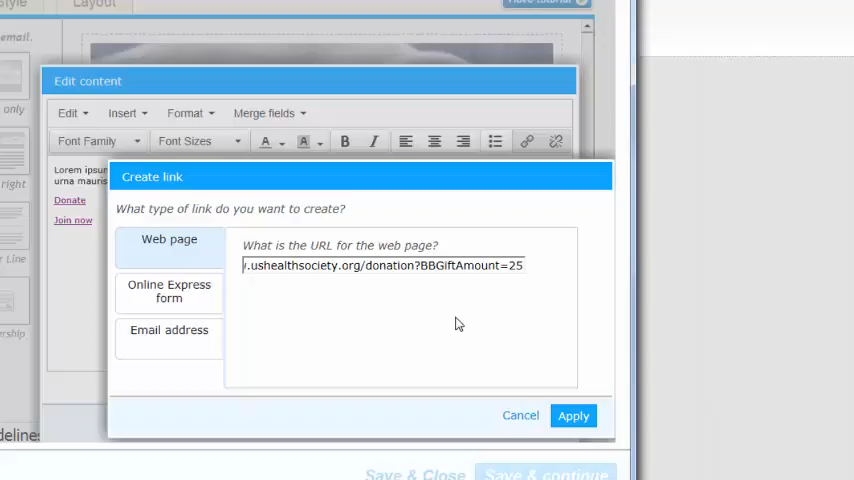 Style Layout Video tutorial
email.
Edit content
only
Edit Insert Format Merge fields
Font Family Font Sizes A A B I
Lorem ipsum
urna mauris
right
Donate
Join now
Line
ership
delines
Create link
What type of link do you want to create?
Web page
Online Express
form
Email address
What is the URL for the web page?
.ushealthsociety.org/donation?BBGiftAmount=25
Cancel Apply
Save & Close Save & continue